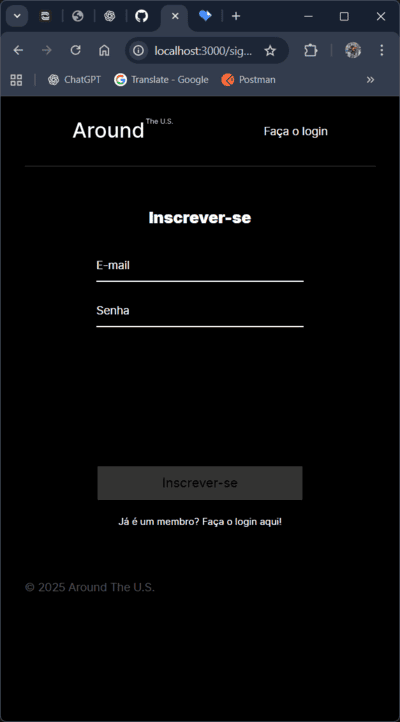 localhost:3000/sig...
ChatGPT
Translate - Google
Postman
Around The U.S.
Faça o login
Inscrever-se
E-mail
Senha
Inscrever-se
Já é um membro? Faça o login aqui!
© 2025 Around The U.S.